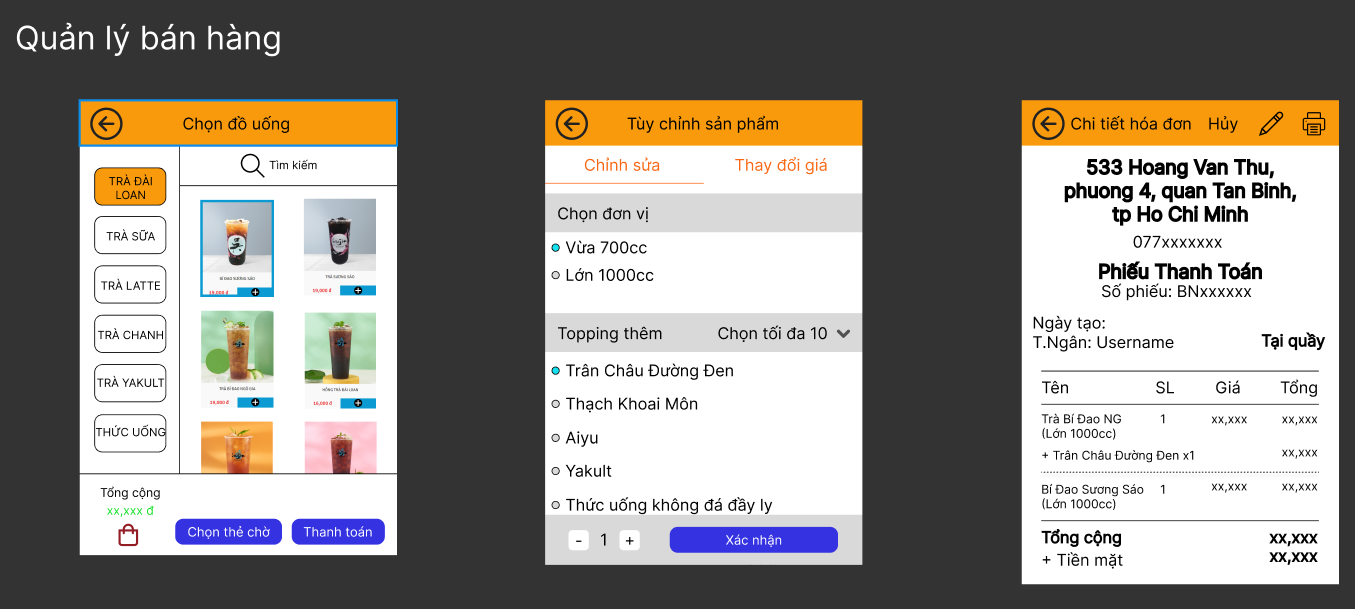 Quản lý bán hàng
Chọn đồ uống
Tìm kiếm
TRÀ ĐÀI
LOAN
TRÀ SỮA
TRÀ LATTE
TRÀ CHANH
TRÀ YAKULT
THỨC UỐNG
BÍ ĐAO SƯƠNG SÁO
19,000 đ
TRÀ SƯƠNG SÁO
19,000 đ
TRÀ BÍ ĐAO NGÔ GIA
19,000 đ
HỒNG TRÀ ĐÀI LOAN
16,000 đ
Tổng cộng
xx,xxx đ
Chọn thẻ chờ
Thanh toán
Tùy chỉnh sản phẩm
Chỉnh sửa
Thay đổi giá
Chọn đơn vị
Vừa 700cc
Lớn 1000cc
Topping thêm Chọn tối đa 10
Trân Châu Đường Đen
Thạch Khoai Môn
Aiyu
Yakult
Thức uống không đá đầy ly
- 1 +
Xác nhận
Chi tiết hóa đơn Hủy
533 Hoang Van Thu,
phuong 4, quan Tan Binh,
tp Ho Chi Minh
077xxxxxxx
Phiếu Thanh Toán
Số phiếu: BNxxxxxx
Ngày tạo:
T.Ngân: Username Tại quầy
Tên SL Giá Tổng
Trà Bí Đao NG 1 xx,xxx xx,xxx
(Lớn 1000cc)
+ Trân Châu Đường Đen x1 xx,xxx
Bí Đao Sương Sáo 1 xx,xxx xx,xxx
(Lớn 1000cc)
Tổng cộng xx,xxx
+ Tiền mặt xx,xxx